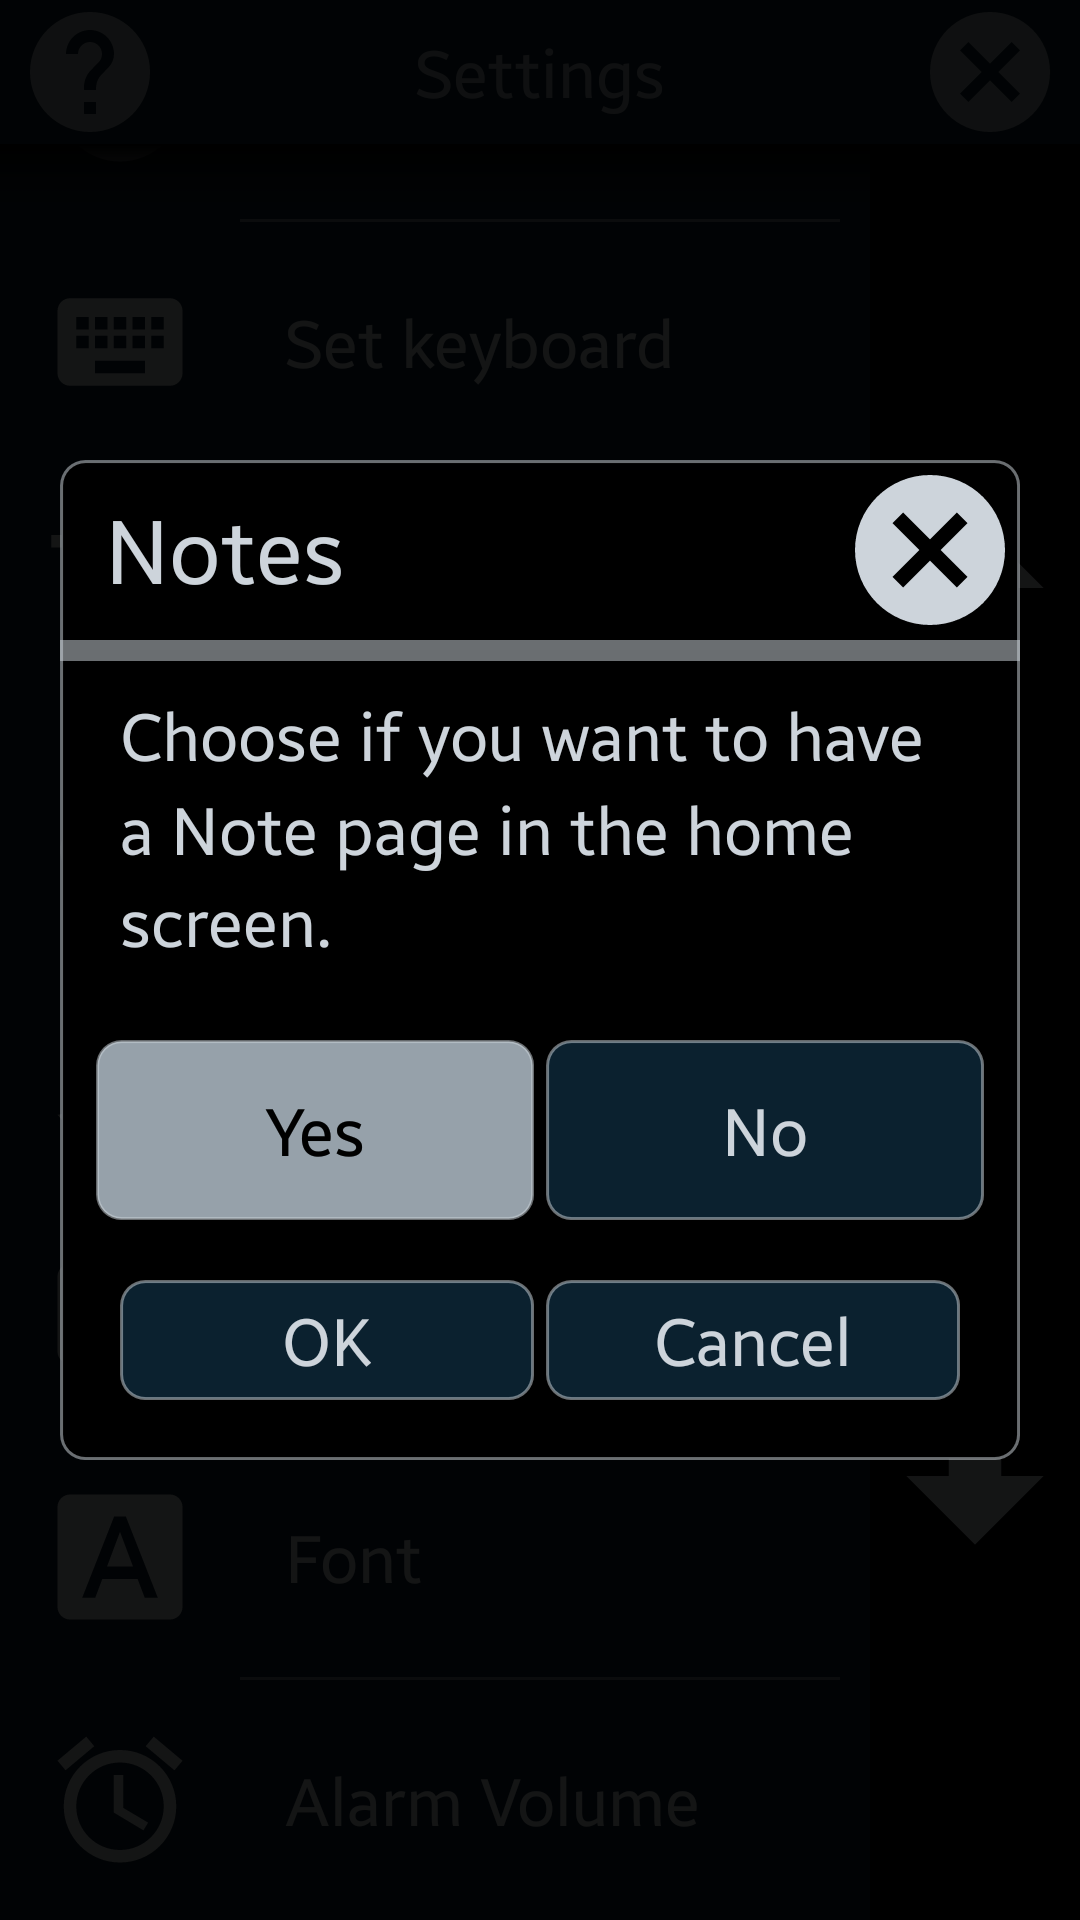 Settings
Set keyboard
Notes
Choose if you want to have
a Note page in the home
screen.
Yes
No
OK
Cancel
Font
Alarm Volume